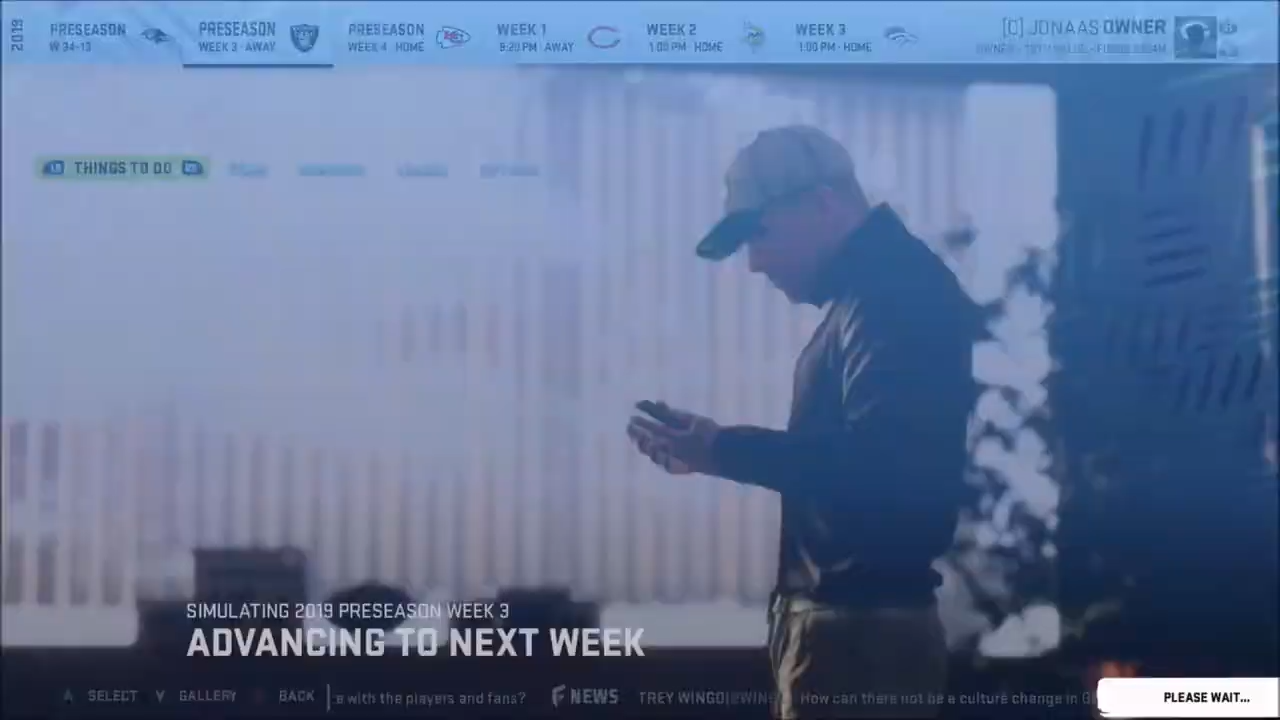 2019
PRESEASON
W 34-13
PRESEASON
WEEK 3 - AWAY
PRESEASON
WEEK 4 - HOME
WEEK 1
8:20 PM - AWAY
WEEK 2
1:00 PM - HOME
WEEK 3
1:00 PM - HOME
[C] JONAAS OWNER
THINGS TO DO
SIMULATING 2019 PRESEASON WEEK 3
ADVANCING TO NEXT WEEK
A SELECT Y GALLERY BACK
e with the players and fans? NEWS TREY WINGO How can there not be a culture change in G
PLEASE WAIT...